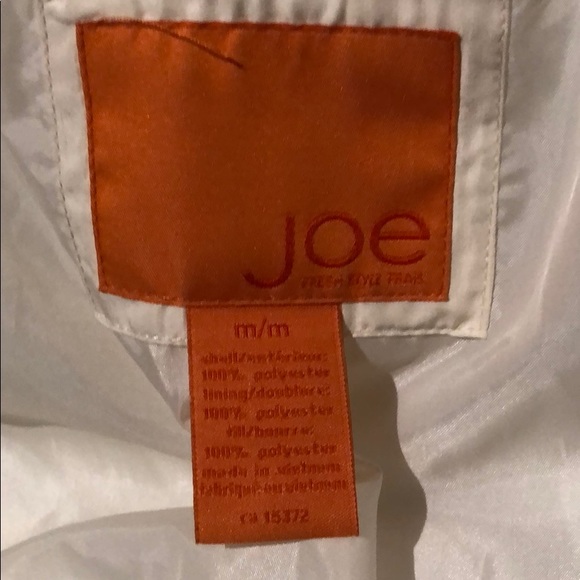 Joe
FRESH STYLE FRAIS
m/m
shell/extérieur:
100% polyester
lining/doublure:
100% polyester
fill/bourre:
100% polyester
made in vietnam
fabriqué au vietnam
ca 15372